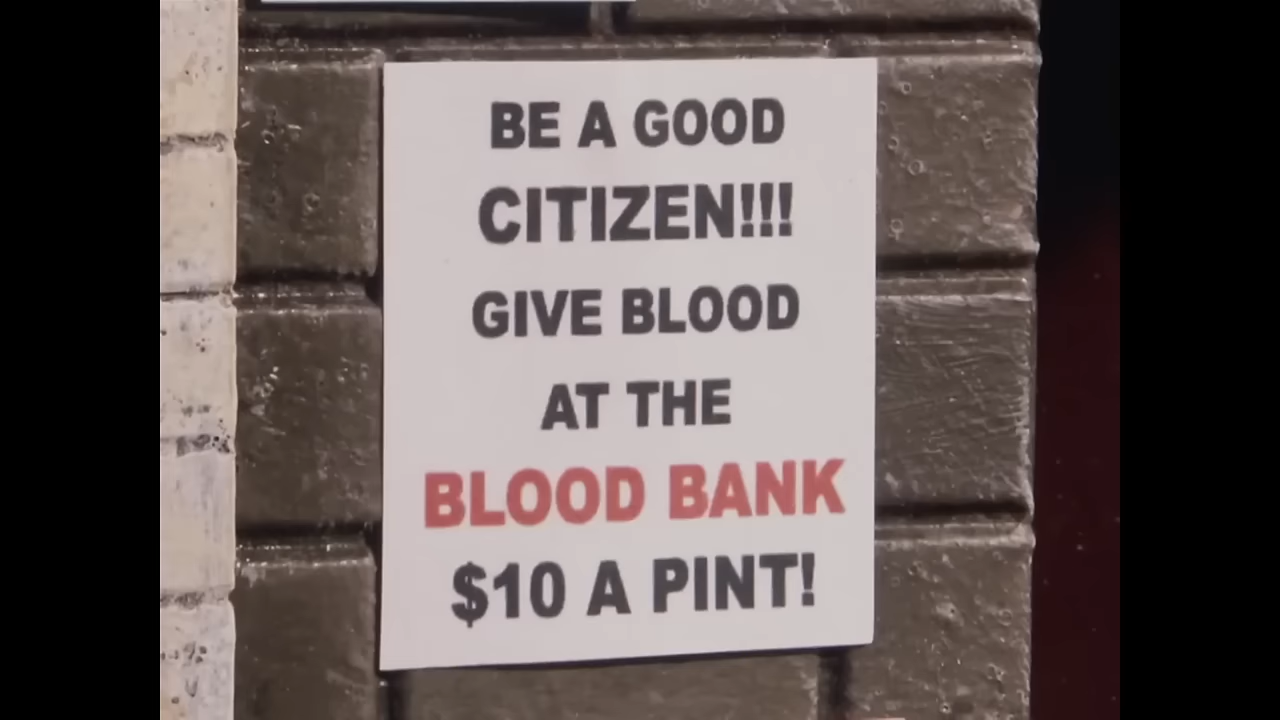 BE A GOOD
CITIZEN!!!
GIVE BLOOD
AT THE
BLOOD BANK
$10 A PINT!